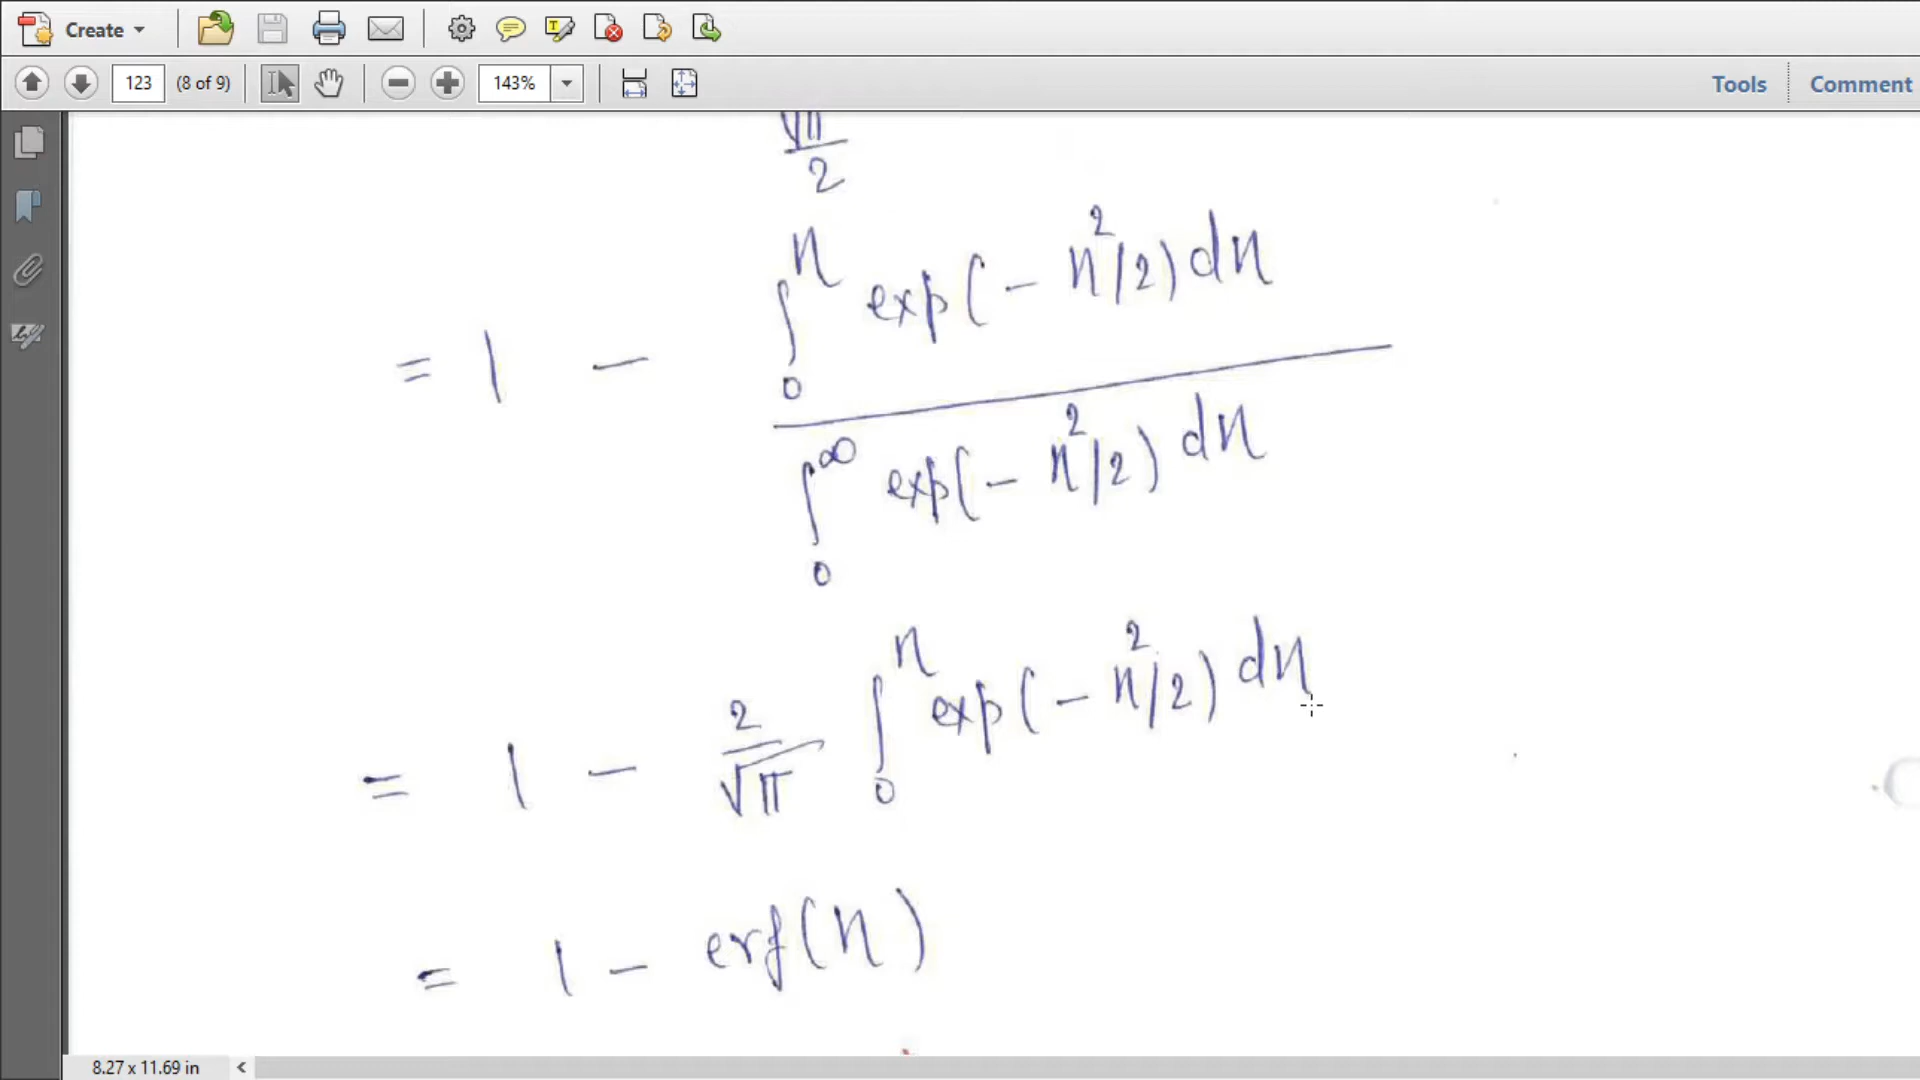 Create
123 (8 of 9) 143% Tools Comment
√π/2
= 1 - ∫₀^η exp(- η²/2) dη / ∫₀^∞ exp(- η²/2) dη
= 1 - 2/√π ∫₀^η exp(- η²/2) dη
= 1 - erf(η)
8.27 x 11.69 in